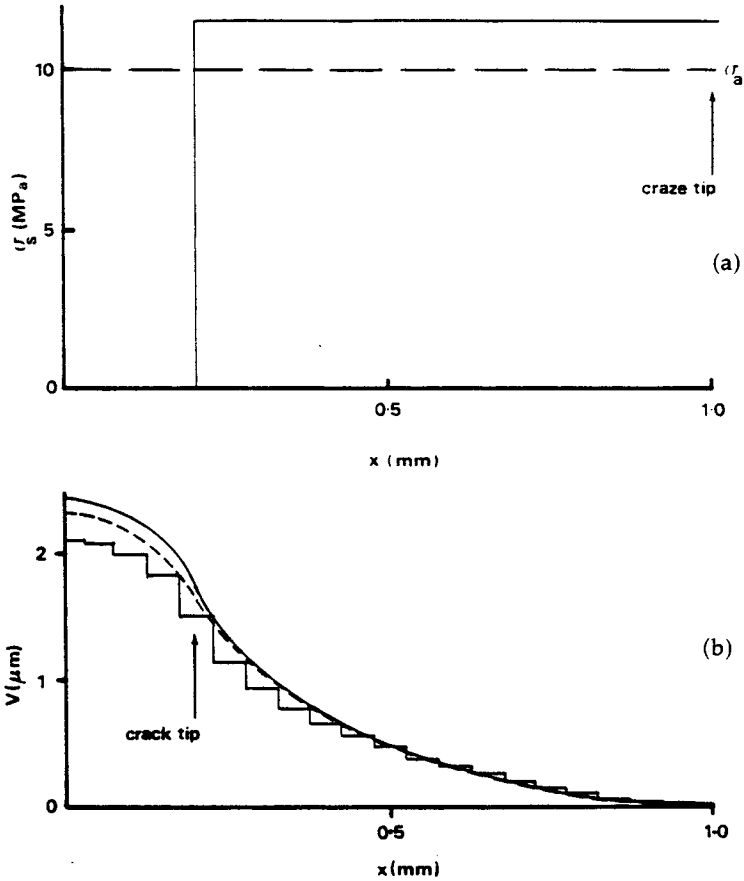 10
σa
craze tip
σs (MPa)
5
(a)
0
0·5
1·0
x (mm)
2
V(μm)
(b)
1
crack tip
0
0·5
1·0
x(mm)